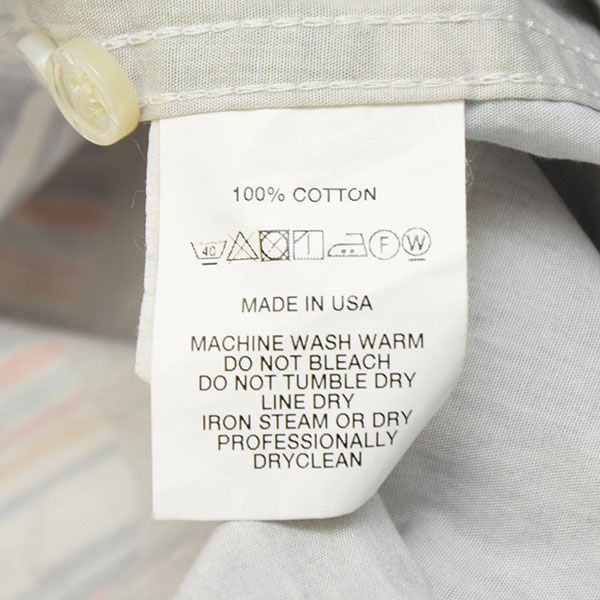 100% COTTON
40 F W
MADE IN USA
MACHINE WASH WARM
DO NOT BLEACH
DO NOT TUMBLE DRY
LINE DRY
IRON STEAM OR DRY
PROFESSIONALLY
DRYCLEAN